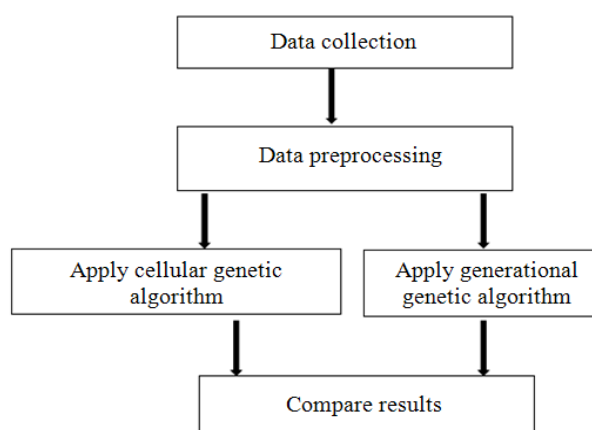 Data collection
Data preprocessing
Apply cellular genetic
algorithm
Apply generational
genetic algorithm
Compare results